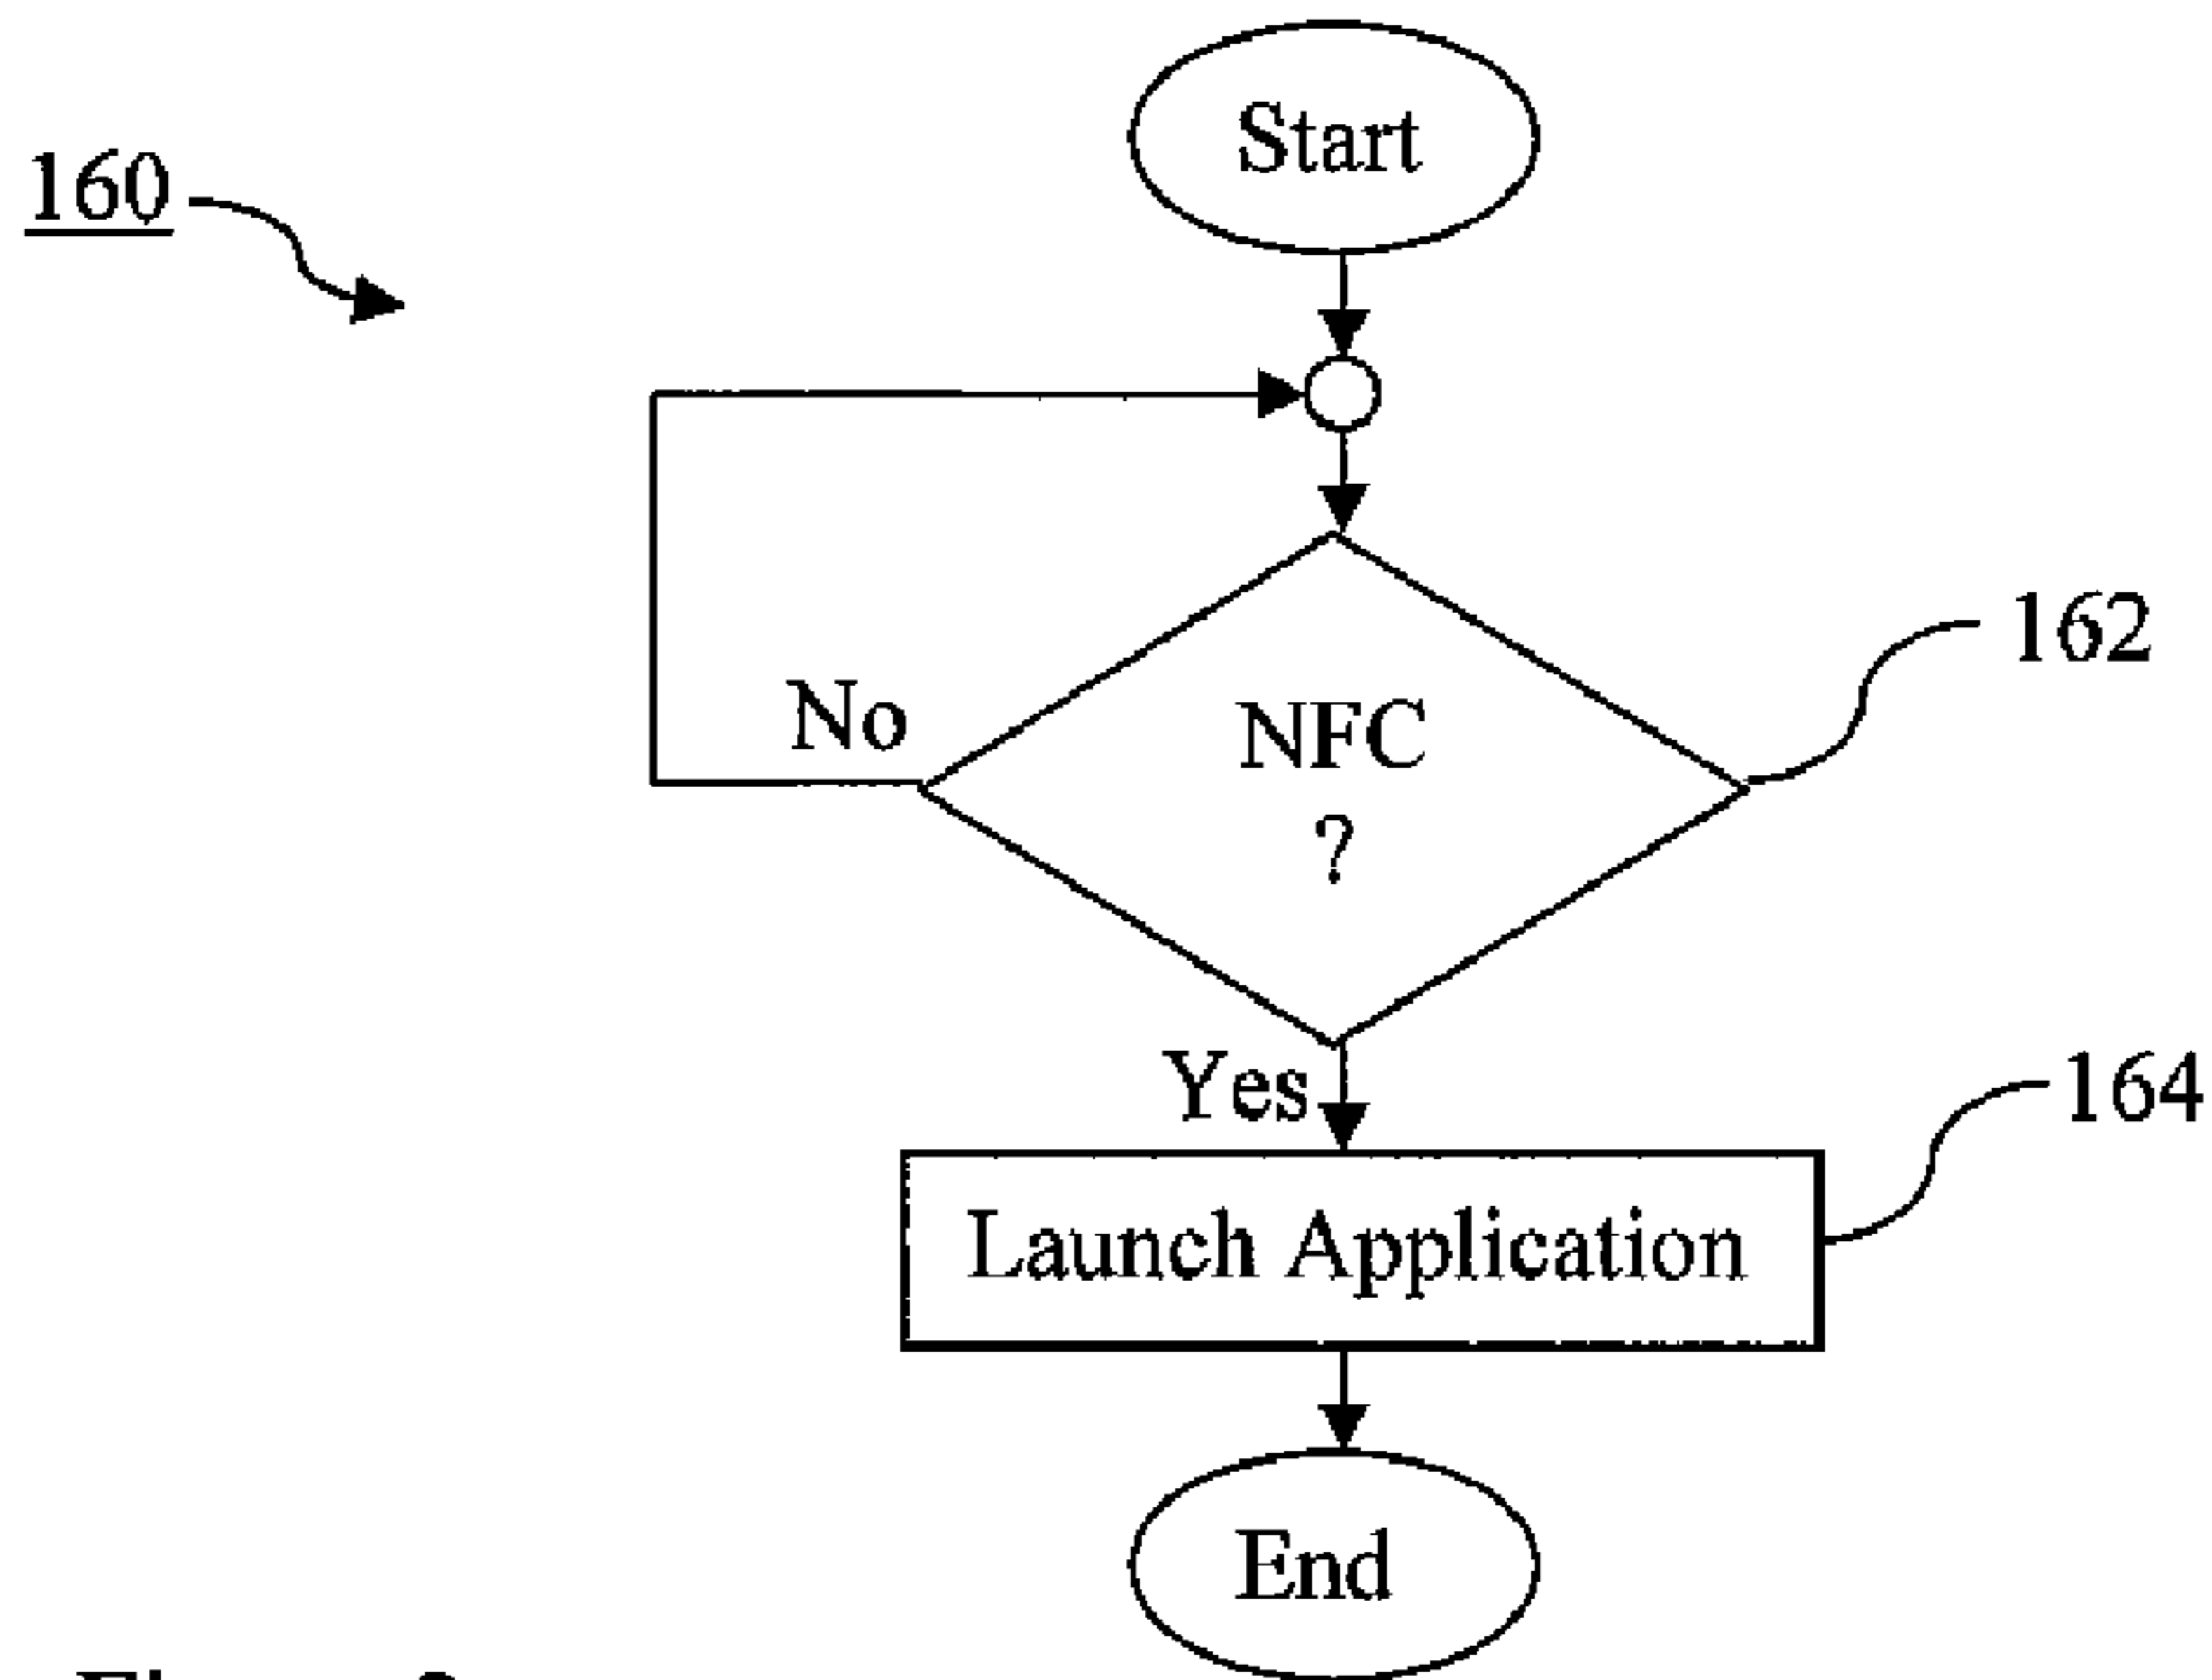 Start
160
162
No
NFC
?
Yes
164
Launch Application
End